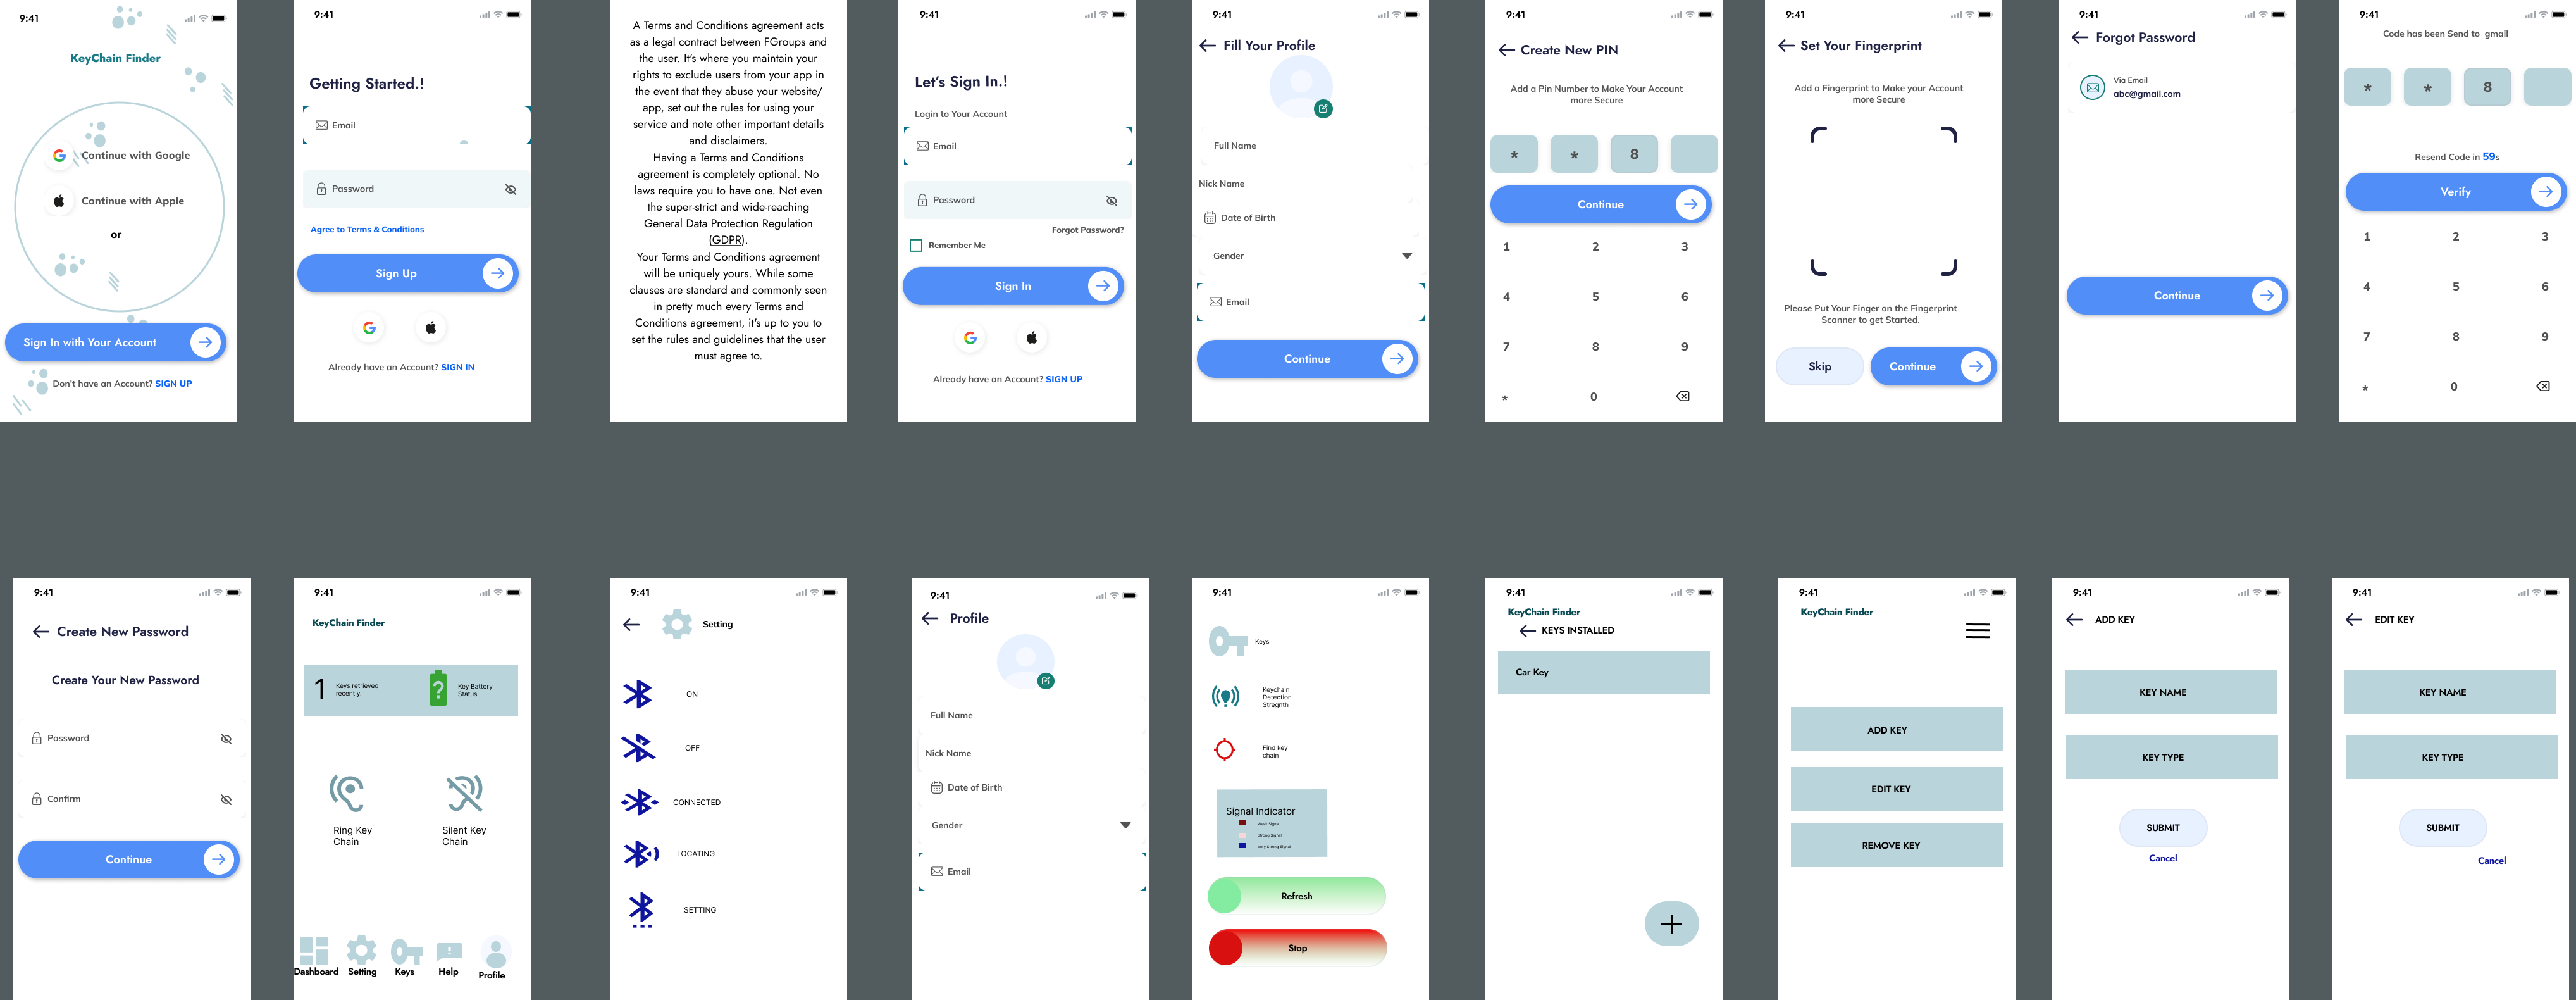 9:41
KeyChain Finder
Continue with Google
Continue with Apple
or
Sign In with Your Account
Don't have an Account? SIGN UP
9:41
Getting Started.!
Email
Password
Agree to Terms & Conditions
Sign Up
Already have an Account? SIGN IN
A Terms and Conditions agreement acts
as a legal contract between FGroups and
the user. It's where you maintain your
rights to exclude users from your app in
the event that they abuse your website/
app, set out the rules for using your
service and note other important details
and disclaimers.
Having a Terms and Conditions
agreement is completely optional. No
laws require you to have one. Not even
the super-strict and wide-reaching
General Data Protection Regulation
(GDPR).
Your Terms and Conditions agreement
will be uniquely yours. While some
clauses are standard and commonly seen
in pretty much every Terms and
Conditions agreement, it's up to you to
set the rules and guidelines that the user
must agree to.
9:41
Let's Sign In.!
Login to Your Account
Email
Password
Forgot Password?
Remember Me
Sign In
Already have an Account? SIGN UP
9:41
Fill Your Profile
Full Name
Nick Name
Date of Birth
Gender
Email
Continue
9:41
Create New PIN
Add a Pin Number to Make Your Account
more Secure
* * 8
Continue
1 2 3
4 5 6
7 8 9
* 0
9:41
Set Your Fingerprint
Add a Fingerprint to Make your Account
more Secure
Please Put Your Finger on the Fingerprint
Scanner to get Started.
Skip
Continue
9:41
Forgot Password
Via Email
abc@gmail.com
Continue
9:41
Code has been Send to gmail
* * 8
Resend Code in 59s
Verify
1 2 3
4 5 6
7 8 9
* 0
9:41
Create New Password
Create Your New Password
Password
Confirm
Continue
9:41
KeyChain Finder
1
Keys retrieved
recently.
?
Key Battery
Status
Ring Key
Chain
Silent Key
Chain
Dashboard
Setting
Keys
Help
Profile
9:41
Setting
ON
OFF
CONNECTED
LOCATING
SETTING
9:41
Profile
Full Name
Nick Name
Date of Birth
Gender
Email
9:41
Keys
Keychain
Detection
Stregnth
Find key
chain
Signal Indicator
Weak Signal
Strong Signal
Very Strong Signal
Refresh
Stop
9:41
KeyChain Finder
KEYS INSTALLED
Car Key
9:41
KeyChain Finder
ADD KEY
EDIT KEY
REMOVE KEY
9:41
ADD KEY
KEY NAME
KEY TYPE
SUBMIT
Cancel
9:41
EDIT KEY
KEY NAME
KEY TYPE
SUBMIT
Cancel